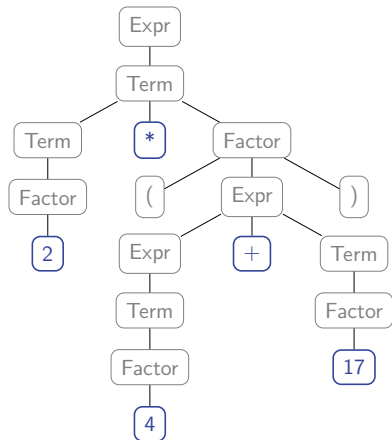 Expr
Term
Term * Factor
Factor ( Expr )
2 Expr + Term
Term Factor
Factor 17
4